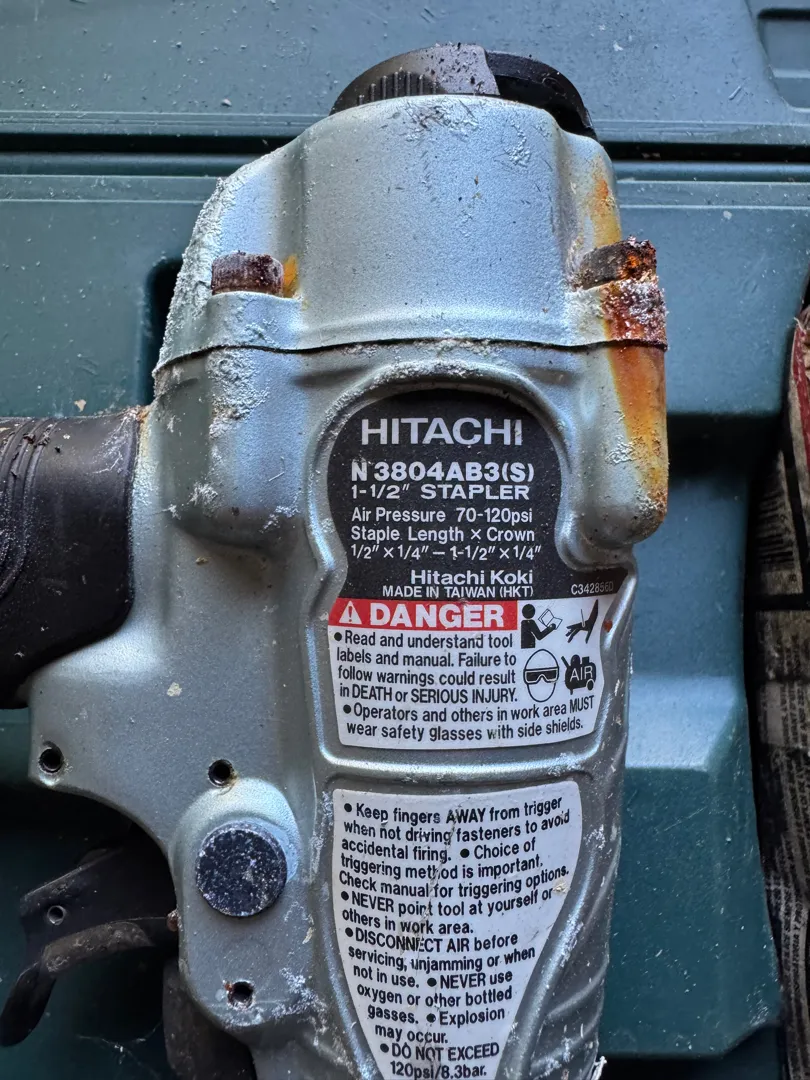 HITACHI
N 3804AB3(S)
1-1/2" STAPLER
Air Pressure 70-120psi
Staple Length × Crown
1/2" × 1/4" – 1-1/2" × 1/4"
Hitachi Koki
MADE IN TAIWAN (HKT) C342856D
DANGER
● Read and understand tool
labels and manual. Failure to
follow warnings could result
in DEATH or SERIOUS INJURY.
AIR
● Operators and others in work area MUST
wear safety glasses with side shields.
● Keep fingers AWAY from trigger
when not driving fasteners to avoid
accidental firing. ● Choice of
triggering method is important.
Check manual for triggering options.
● NEVER point tool at yourself or
others in work area.
● DISCONNECT AIR before
servicing, unjamming or when
not in use. ● NEVER use
oxygen or other bottled
gasses. ● Explosion
may occur.
● DO NOT EXCEED
120psi/8.3bar.